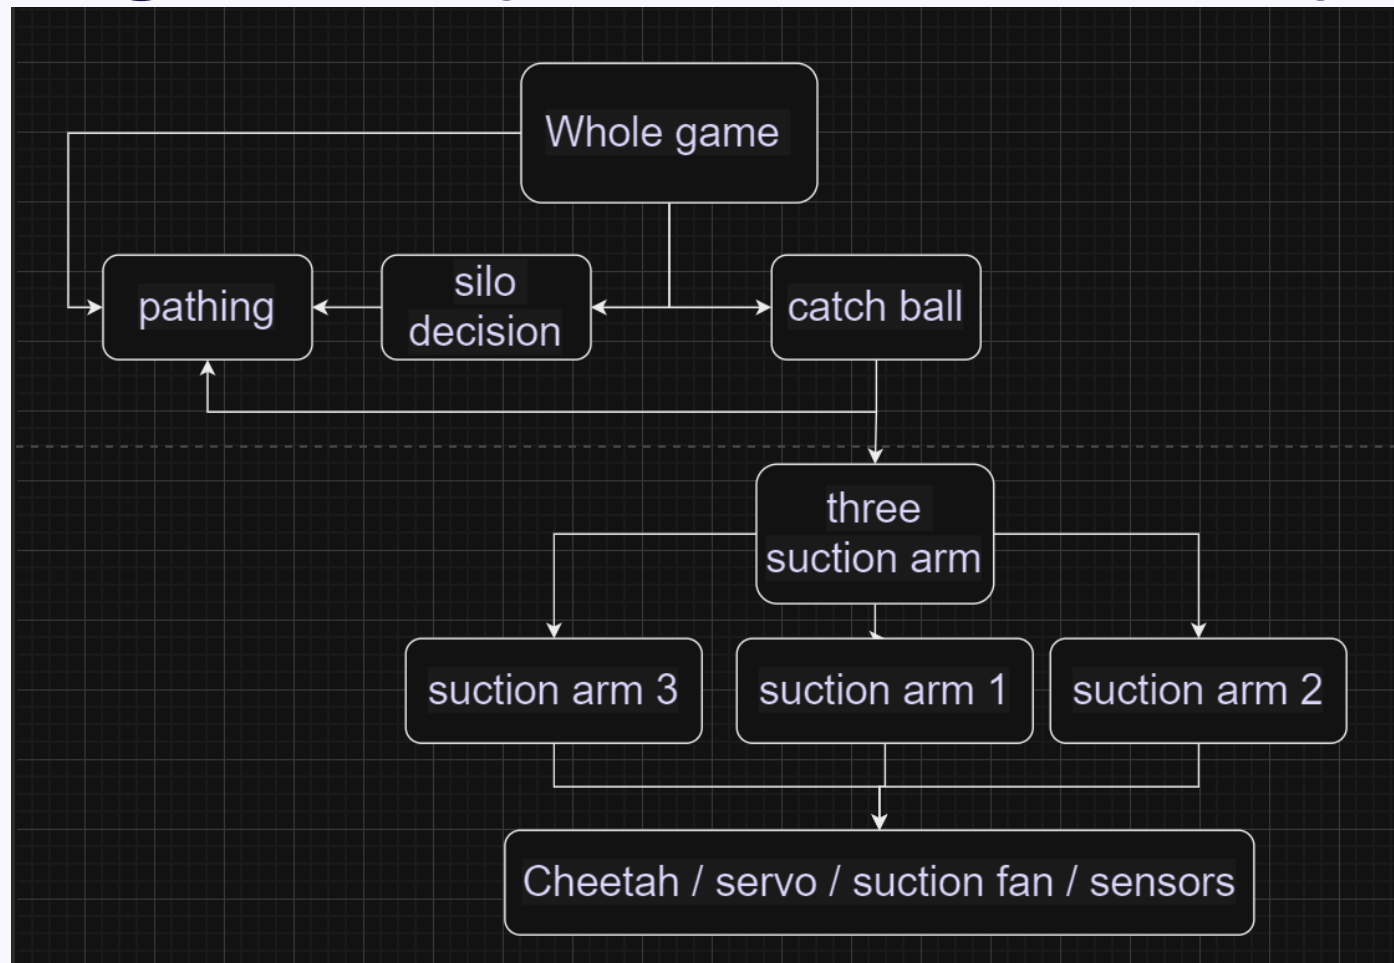 Whole game
pathing
silo
decision
catch ball
three
suction arm
suction arm 3
suction arm 1
suction arm 2
Cheetah / servo / suction fan / sensors